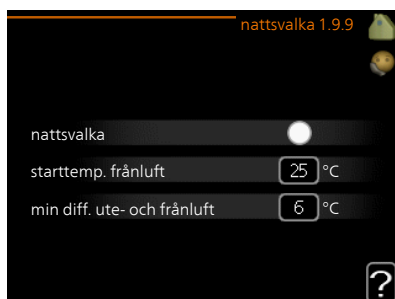 nattsvalka 1.9.9
nattsvalka
starttemp. frånluft 25 °C
min diff. ute- och frånluft 6 °C
?